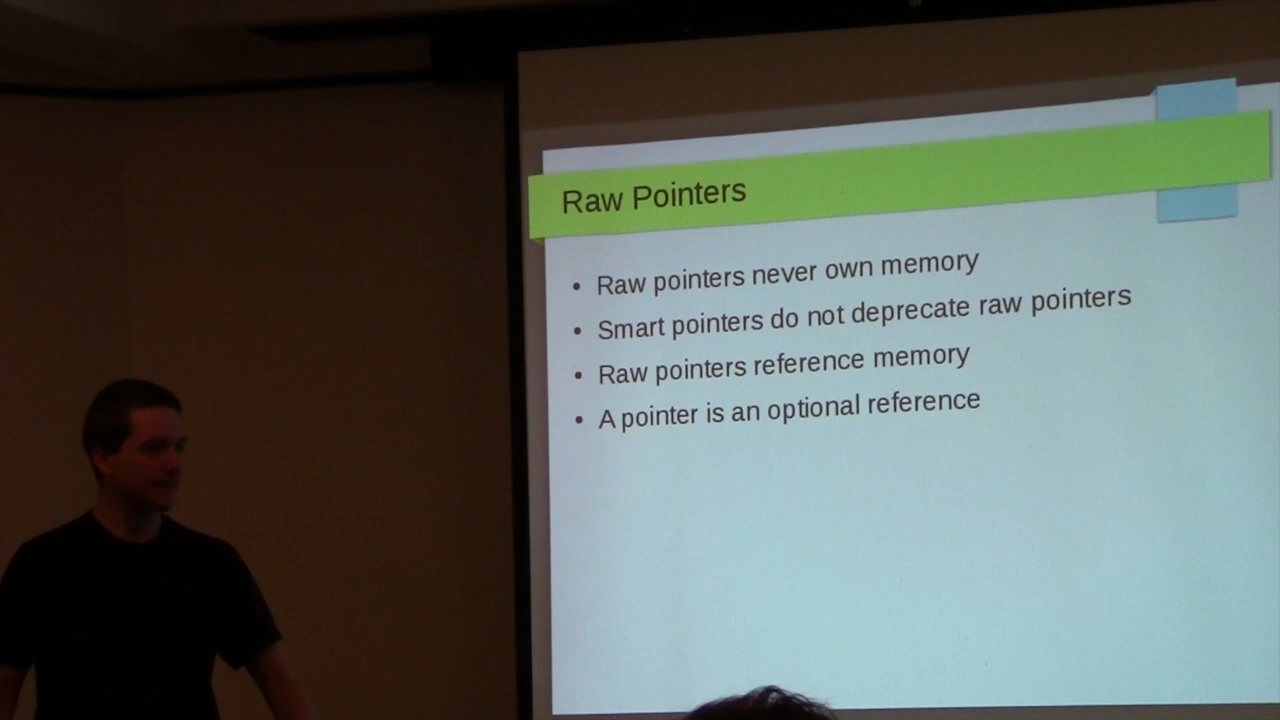 Raw Pointers
• Raw pointers never own memory
• Smart pointers do not deprecate raw pointers
• Raw pointers reference memory
• A pointer is an optional reference